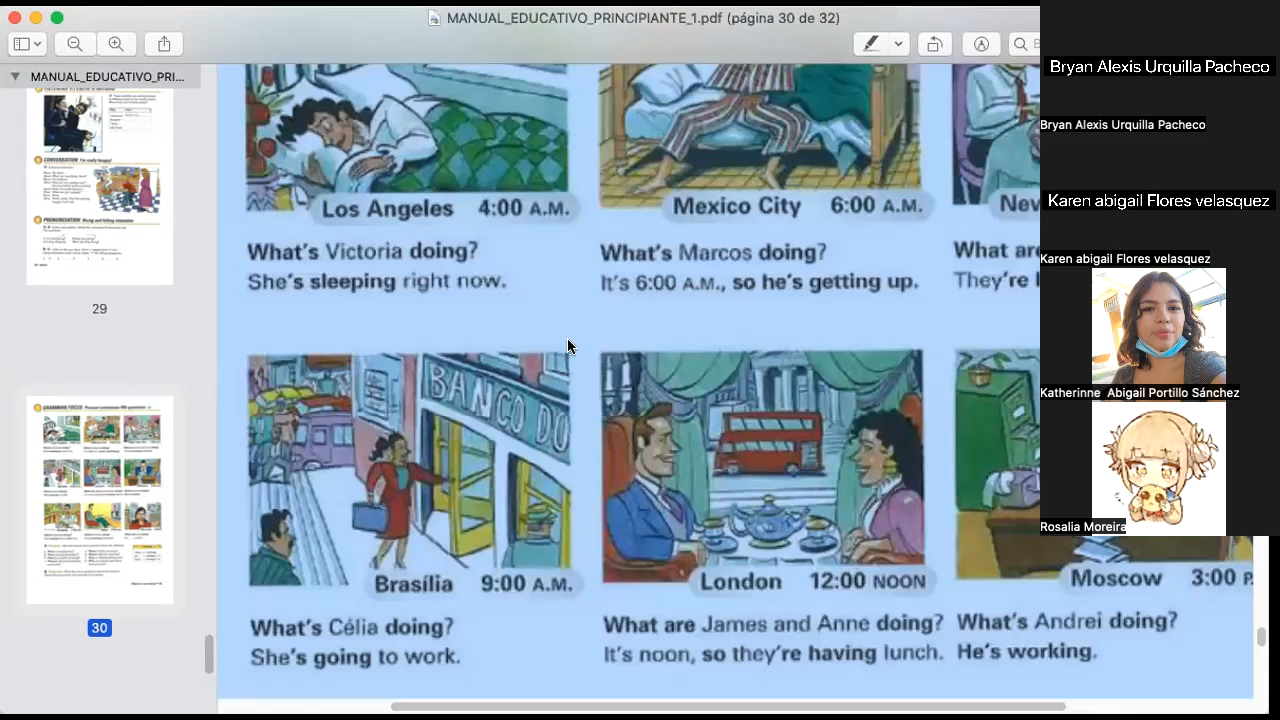 MANUAL_EDUCATIVO_PRINCIPIANTE_1.pdf (página 30 de 32)
MANUAL_EDUCATIVO_PRI...
29
30
Los Angeles 4:00 A.M.
Mexico City 6:00 A.M.
Nev
What's Victoria doing?
She's sleeping right now.
What's Marcos doing?
It's 6:00 A.M., so he's getting up.
What are
They're
BANCO DO
Brasília 9:00 A.M.
London 12:00 NOON
Moscow 3:00 P.
What's Célia doing?
She's going to work.
What are James and Anne doing?
It's noon, so they're having lunch.
What's Andrei doing?
He's working.
Bryan Alexis Urquilla Pacheco
Bryan Alexis Urquilla Pacheco
Karen abigail Flores velasquez
Karen abigail Flores velasquez
Katherinne Abigail Portillo Sánchez
Rosalia Moreira